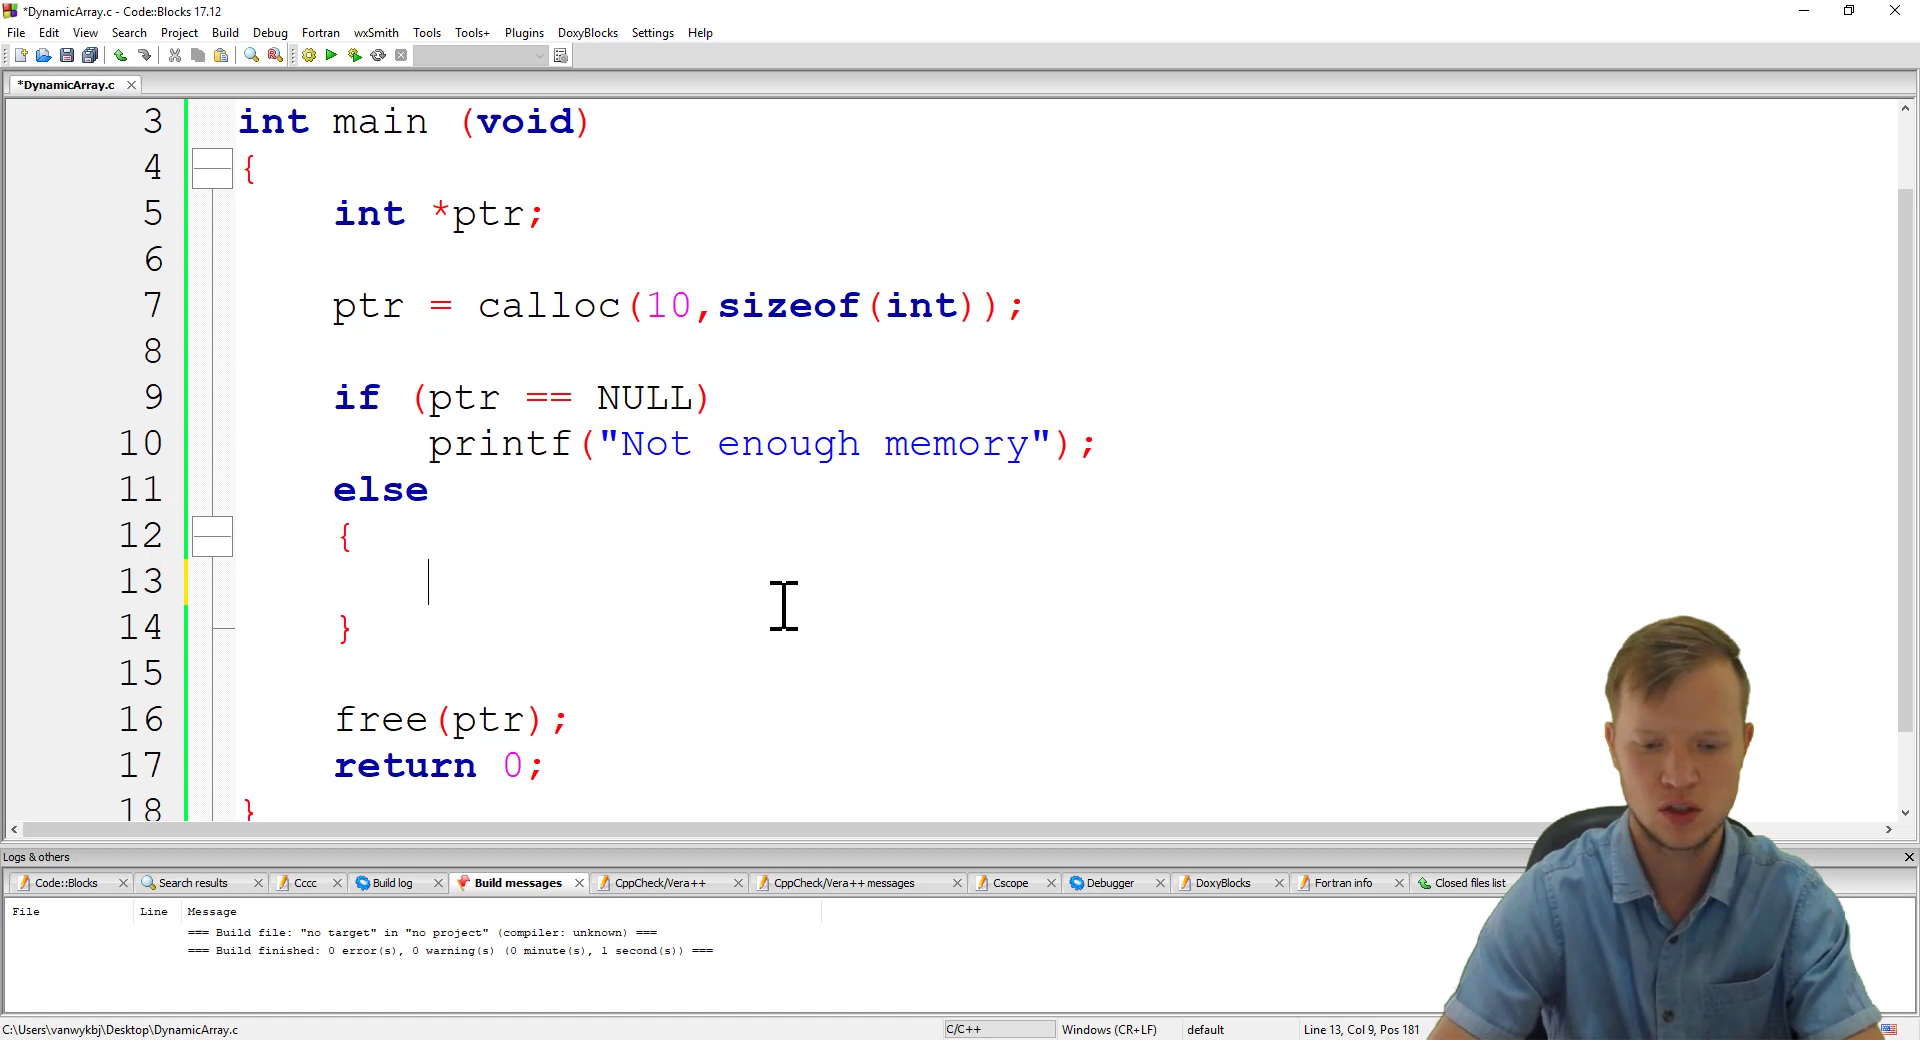 *DynamicArray.c - Code::Blocks 17.12
File Edit View Search Project Build Debug Fortran wxSmith Tools Tools+ Plugins DoxyBlocks Settings Help
*DynamicArray.c
3 int main (void)
4 {
5 int *ptr;
6
7 ptr = calloc(10,sizeof(int));
8
9 if (ptr == NULL)
10 printf("Not enough memory");
11 else
12 {
13
14 }
15
16 free(ptr);
17 return 0;
18 }
Logs & others
Code::Blocks Search results Cccc Build log Build messages CppCheck/Vera++ CppCheck/Vera++ messages Cscope Debugger DoxyBlocks Fortran info Closed files list
File Line Message
=== Build file: "no target" in "no project" (compiler: unknown) ===
=== Build finished: 0 error(s), 0 warning(s) (0 minute(s), 1 second(s)) ===
C:\Users\vanwykbj\Desktop\DynamicArray.c C/C++ Windows (CR+LF) default Line 13, Col 9, Pos 181